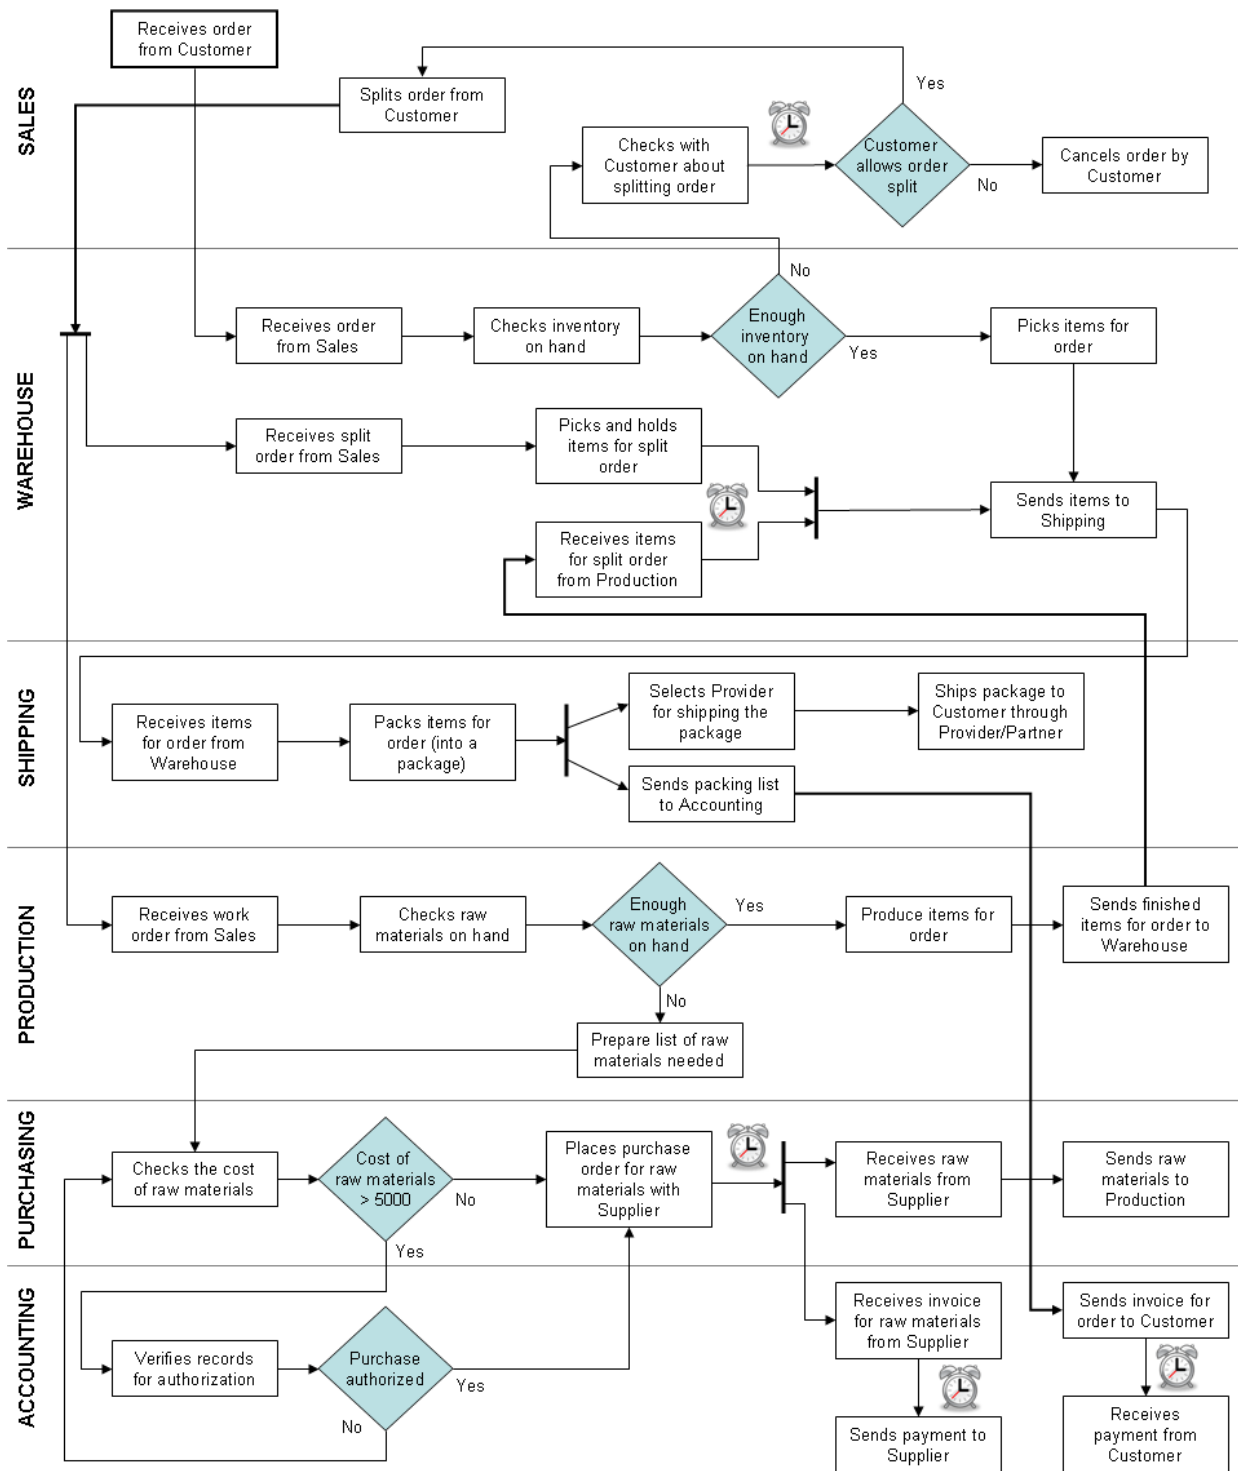 SALES
Receives order
from Customer
Splits order from
Customer
Yes
Checks with
Customer about
splitting order
Customer
allows order
split
No
Cancels order by
Customer
WAREHOUSE
No
Receives order
from Sales
Checks inventory
on hand
Enough
inventory
on hand
Yes
Picks items for
order
Receives split
order from Sales
Picks and holds
items for split
order
Receives items
for split order
from Production
Sends items to
Shipping
SHIPPING
Receives items
for order from
Warehouse
Packs items for
order (into a
package)
Selects Provider
for shipping the
package
Ships package to
Customer through
Provider/Partner
Sends packing list
to Accounting
PRODUCTION
Receives work
order from Sales
Checks raw
materials on hand
Enough
raw materials
on hand
Yes
Produce items for
order
Sends finished
items for order to
Warehouse
No
Prepare list of raw
materials needed
PURCHASING
Checks the cost
of raw materials
Cost of
raw materials
> 5000
No
Yes
Places purchase
order for raw
materials with
Supplier
Receives raw
materials from
Supplier
Sends raw
materials to
Production
ACCOUNTING
Verifies records
for authorization
Purchase
authorized
Yes
No
Receives invoice
for raw materials
from Supplier
Sends invoice for
order to Customer
Sends payment to
Supplier
Receives
payment from
Customer